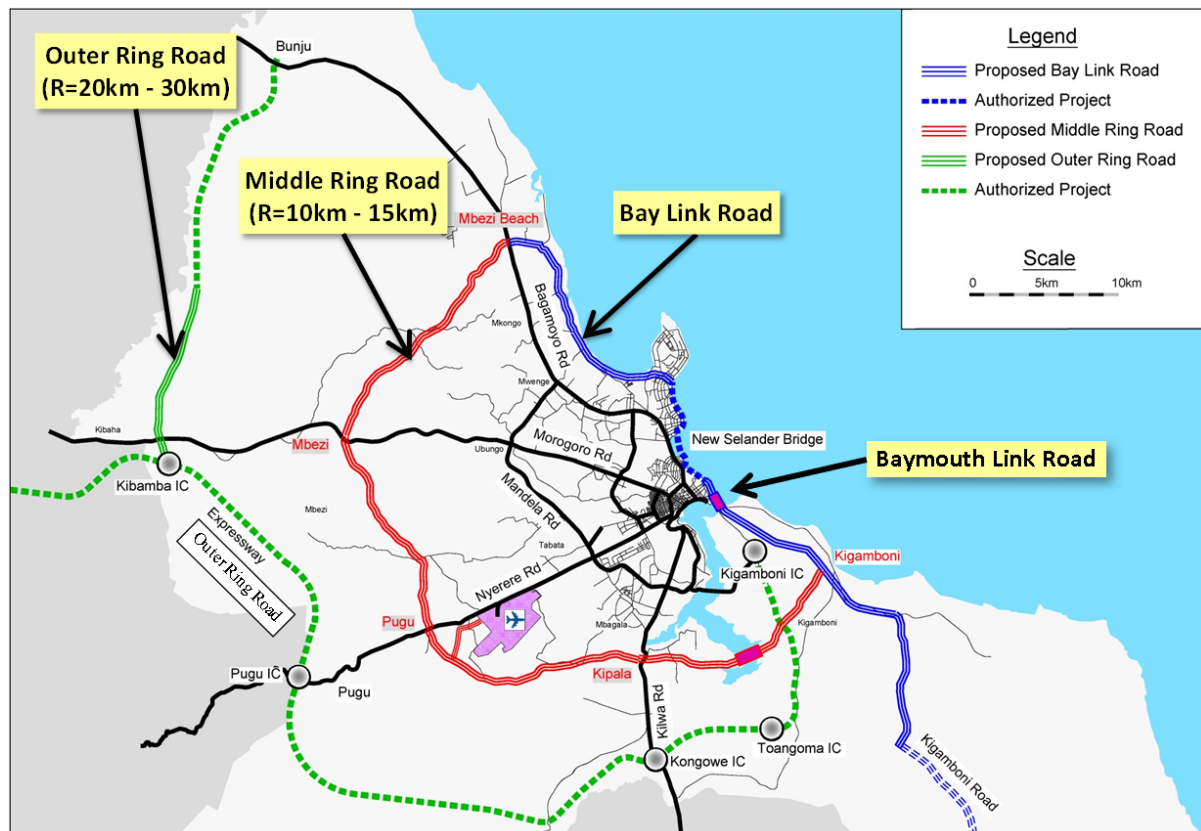 Outer Ring Road
(R=20km - 30km)
Bunju
Middle Ring Road
(R=10km - 15km)
Mbezi Beach
Bay Link Road
Legend
Proposed Bay Link Road
Authorized Project
Proposed Middle Ring Road
Proposed Outer Ring Road
Authorized Project
Scale
0 5km 10km
Mkongo
Bagamoyo Rd
Mwenge
Kibaha
Mbezi
Ubungo
Morogoro Rd
New Selander Bridge
Baymouth Link Road
Kibamba IC
Expressway
Outer Ring Road
Mbezi
Mandela Rd
Tabata
Nyerere Rd
Kigamboni IC
Kigamboni
Pugu
Mbagala
Kigamboni
Pugu IC
Pugu
Kipala
Kilwa Rd
Toangoma IC
Kongowe IC
Kigamboni Road